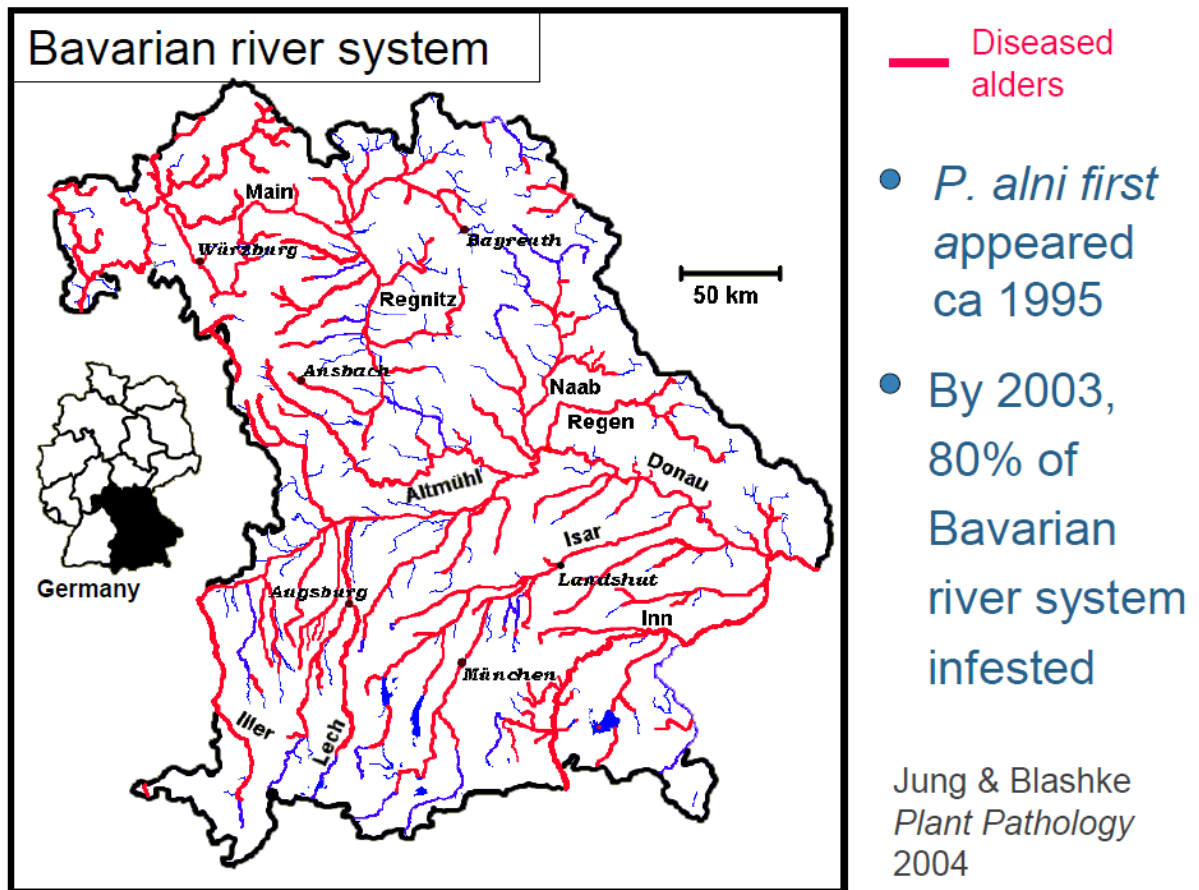 Bavarian river system
Diseased
alders
Main
Würzburg
Bayreuth
50 km
Regnitz
Ansbach
Naab
Regen
Donau
Altmühl
Isar
Landshut
Germany
Augsburg
Inn
München
Iller
Lech
P. alni first
appeared
ca 1995
By 2003,
80% of
Bavarian
river system
infested
Jung & Blashke
Plant Pathology
2004